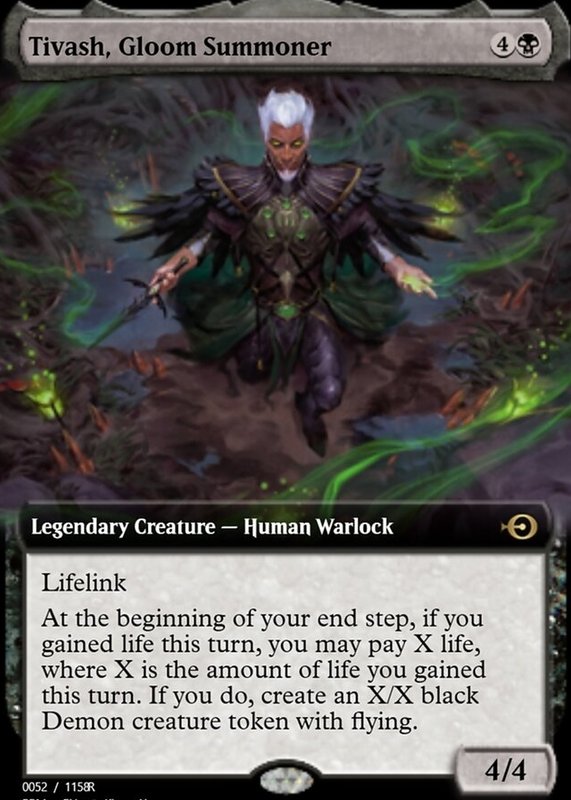 Tivash, Gloom Summoner 4
Legendary Creature — Human Warlock
Lifelink
At the beginning of your end step, if you
gained life this turn, you may pay X life,
where X is the amount of life you gained
this turn. If you do, create an X/X black
Demon creature token with flying.
4/4
0052 / 1158R